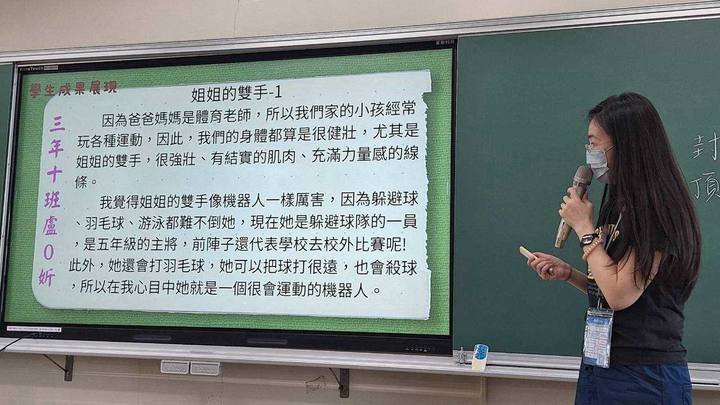 學生成果展現
三年十班盧O妡
姐姐的雙手-1
因為爸爸媽媽是體育老師，所以我們家的小孩經常
玩各種運動，因此，我們的身體都算是很健壯，尤其是
姐姐的雙手，很強壯、有結實的肌肉、充滿力量感的線
條。
我覺得姐姐的雙手像機器人一樣厲害，因為躲避球
、羽毛球、游泳都難不倒她，現在她是躲避球隊的一員
，是五年級的主將，前陣子還代表學校去校外比賽呢!
此外，她還會打羽毛球，她可以把球打很遠，也會殺球
，所以在我心目中她就是一個很會運動的機器人。
封
頂